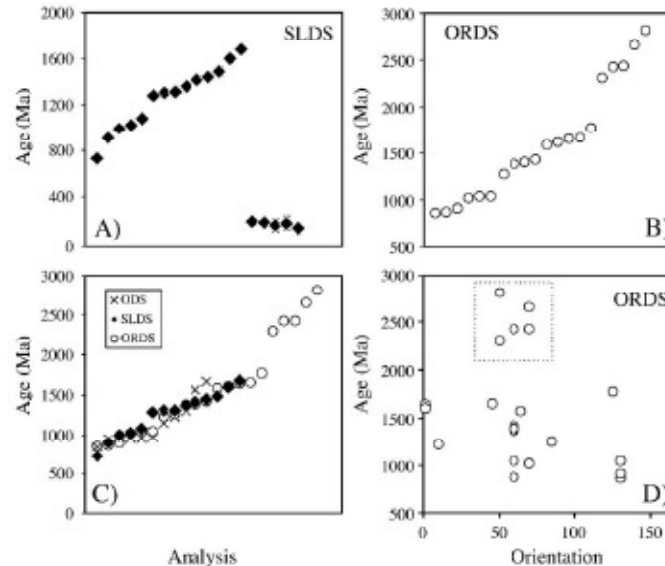 2000
1600
1200
800
400
0
Age (Ma)
SLDS
A)
3000
2500
2000
1500
1000
500
Age (Ma)
ORDS
B)
3000
2500
2000
1500
1000
500
0
Age (Ma)
ODS
SLDS
ORDS
C)
Analysis
3000
2500
2000
1500
1000
500
Age (Ma)
ORDS
D)
0
50
100
150
Orientation